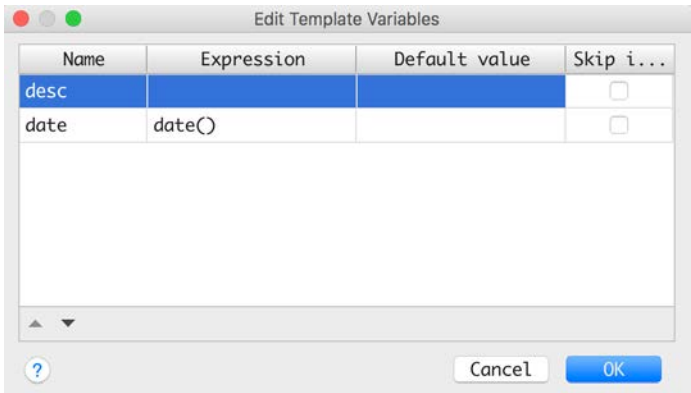 Edit Template Variables
Name Expression Default value Skip i...
desc
date date()
? Cancel OK